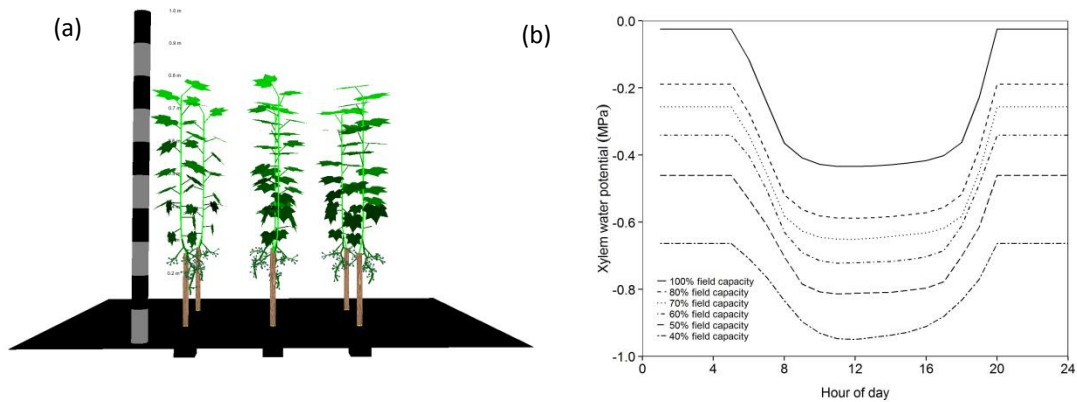 (a)
1.0 m
0.9 m
0.8 m
0.7 m
0.2 m
(b)
Xylem water potential (MPa)
0.0
-0.2
-0.4
-0.6
-0.8
-1.0
100% field capacity
80% field capacity
70% field capacity
60% field capacity
50% field capacity
40% field capacity
0 4 8 12 16 20 24
Hour of day